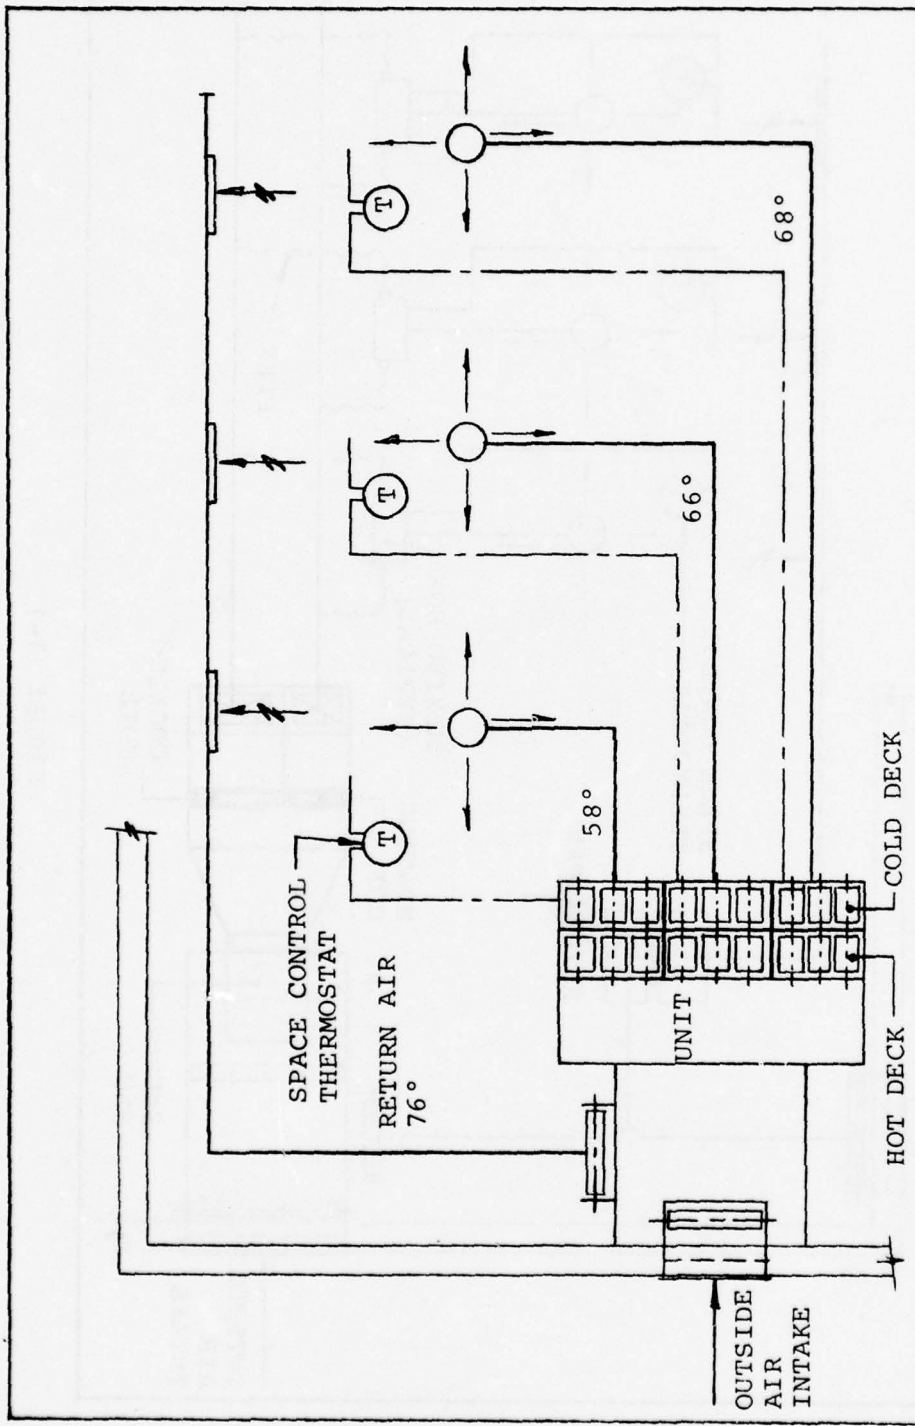 SPACE CONTROL
THERMOSTAT
RETURN AIR
76°
T
T
T
58°
66°
68°
UNIT
OUTSIDE
AIR
INTAKE
HOT DECK
COLD DECK